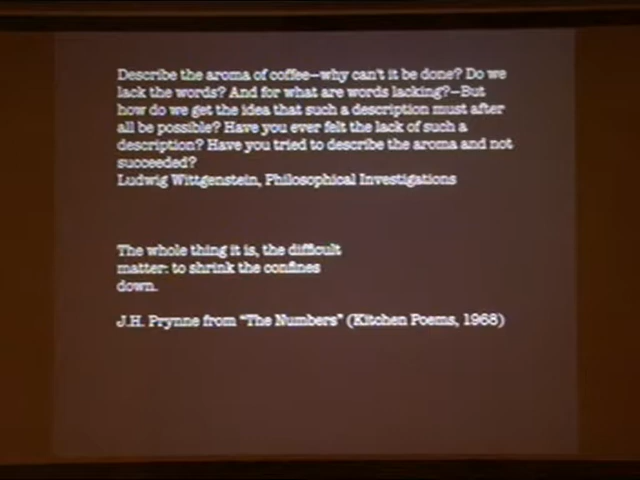 Describe the aroma of coffee—why can't it be done? Do we
lack the words? And for what are words lacking?—But
how do we get the idea that such a description must after
all be possible? Have you ever felt the lack of such a
description? Have you tried to describe the aroma and not
succeeded?
Ludwig Wittgenstein, Philosophical Investigations
The whole thing it is, the difficult
matter: to shrink the confines
down.
J.H. Prynne from “The Numbers” (Kitchen Poems, 1968)